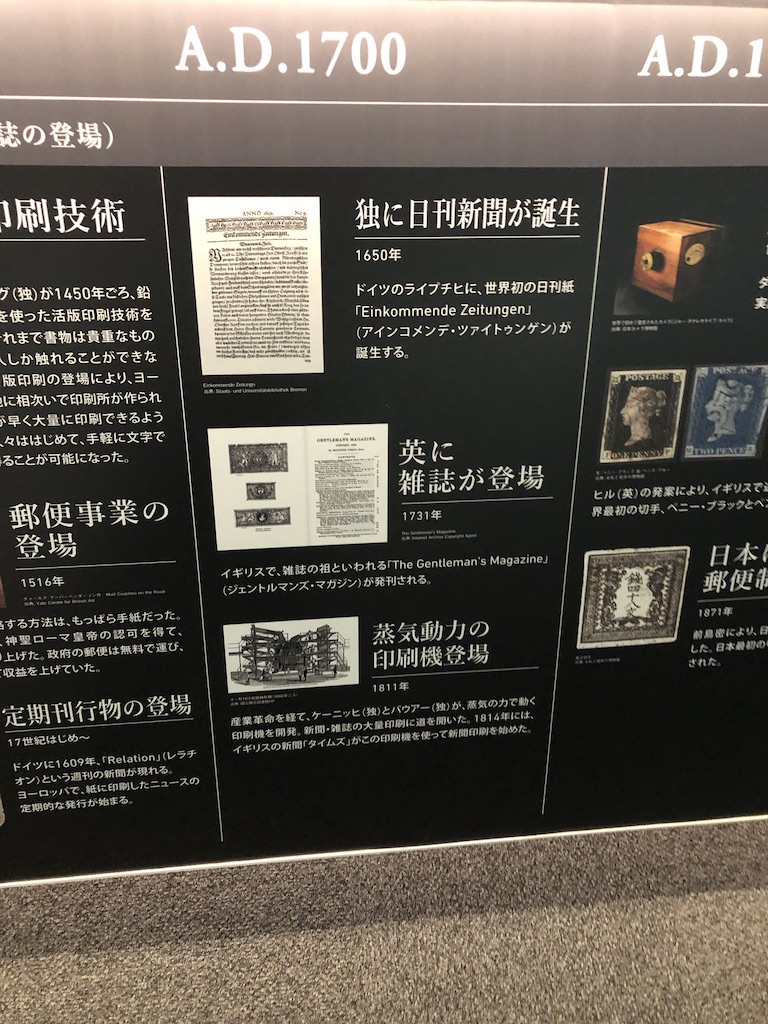 A.D.1700
A.D.1
誌の登場)
印刷技術
グ(独)が1450年ごろ、鉛
を使った活版印刷技術を
れまで書物は貴重なもの
人しか触れることができな
版印刷の登場により、ヨー
地に相次いで印刷所が作られ
が早く大量に印刷できるよう
々ははじめて、手軽に文字で
ることが可能になった。
郵便事業の
登場
1516年
出典:Yale Center for British Art
する方法は、もっぱら手紙だった。
神聖ローマ皇帝の認可を得て、
り上げた。政府の郵便は無料で運び、
収益を上げていた。
定期刊行物の登場
17世紀はじめ〜
ドイツに1609年、「Relation」(レラチ
オン)という週刊の新聞が現れる。
ヨーロッパで、紙に印刷したニュースの
定期的な発行が始まる。
ANNO 1650. No 9.
Einkommende Zeitungen.
Einkommende Zeitungn
出典:Staats- und Universitätsbibliothek Bremen
独に日刊新聞が誕生
1650年
ドイツのライプチヒに、世界初の日刊紙
「Einkommende Zeitungen」
(アインコメンデ・ツァイトゥンゲン)が
誕生する。
THE
GENTLEMAN'S MAGAZINE,
英に
雑誌が登場
1731年
The Gentleman's Magazine
出典:Internet Archive Copyright Agent
イギリスで、雑誌の祖といわれる「The Gentleman's Magazine」
(ジェントルマンズ・マガジン)が発刊される。
蒸気動力の
印刷機登場
1811年
産業革命を経て、ケーニッヒ(独)とバウアー(独)が、蒸気の力で動く
印刷機を開発。新聞・雑誌の大量印刷に道を開いた。1814年には、
イギリスの新聞「タイムズ」がこの印刷機を使って新聞印刷を始めた。
ダ
実
出典:日本カメラ博物館
POSTAGE
ONE PENNY
POSTAGE
TWO PENCE
ヒル(英)の発案により、イギリスで
界最初の切手、ペニー・ブラックとペン
日本に
郵便制
1871年
前島密により、日
した。日本最初の
された。
銭四十八文